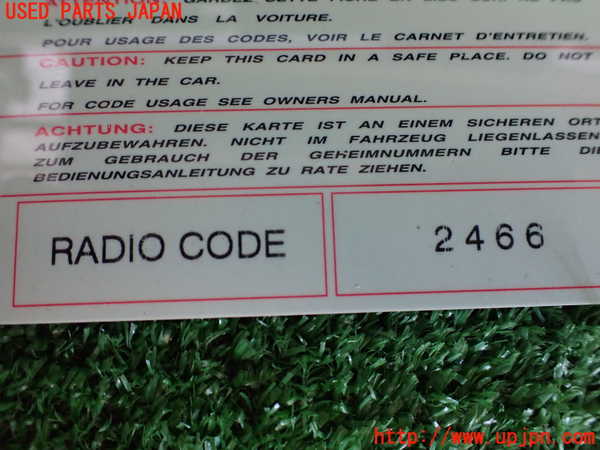 USED PARTS JAPAN
L'OUBLIER DANS LA VOITURE.
POUR USAGE DES CODES, VOIR LE CARNET D'ENTRETIEN.
CAUTION: KEEP THIS CARD IN A SAFE PLACE. DO NOT
LEAVE IN THE CAR.
FOR CODE USAGE SEE OWNERS MANUAL.
ACHTUNG: DIESE KARTE IST AN EINEM SICHEREN ORT
AUFZUBEWAHREN. NICHT IM FAHRZEUG LIEGENLASSEN
ZUM GEBRAUCH DER GEHEIMNUMMERN BITTE DIE
BEDIENUNGSANLEITUNG ZU RATE ZIEHEN.
RADIO CODE
2466
http://www.upjpn.com/